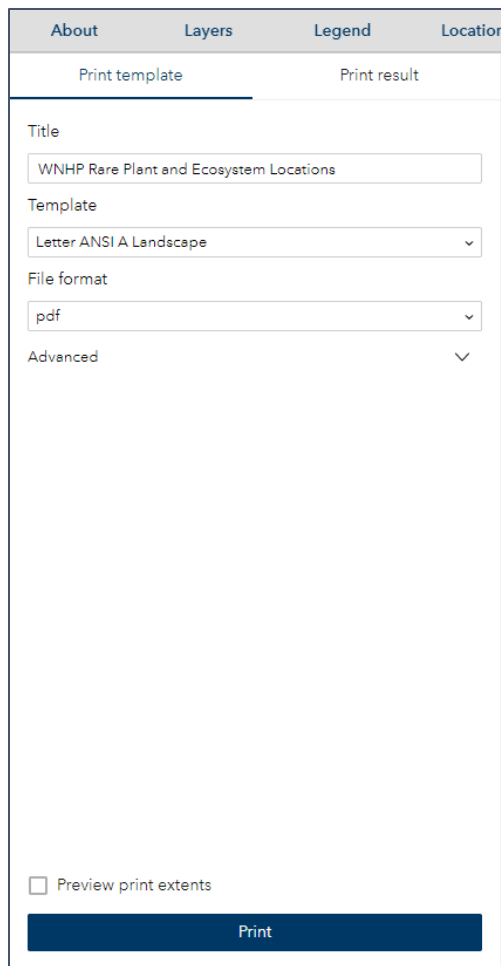 About Layers Legend Location
Print template Print result
Title
WNHP Rare Plant and Ecosystem Locations
Template
Letter ANSI A Landscape
File format
pdf
Advanced
Preview print extents
Print